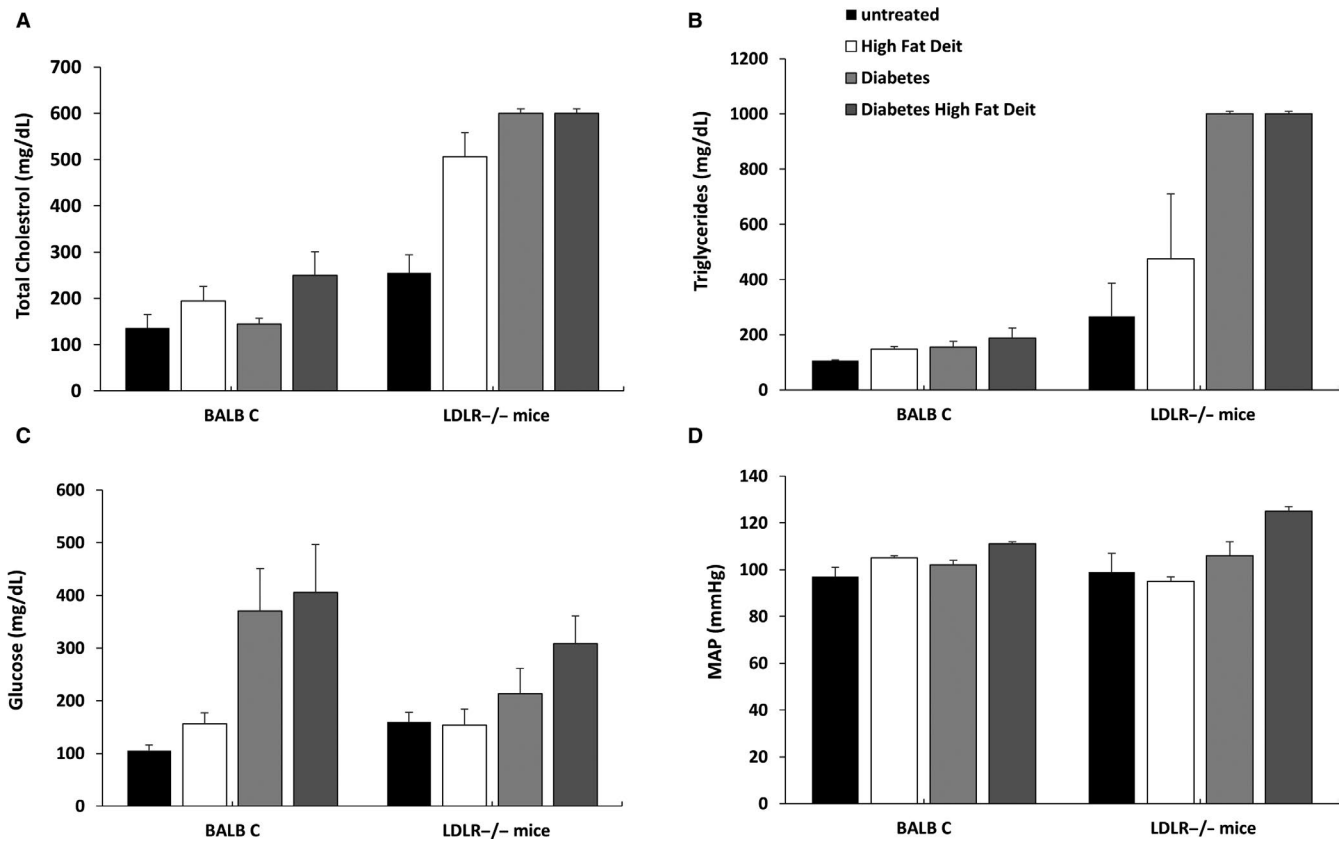 A
Total Cholestrol (mg/dL)
700
600
500
400
300
200
100
0
BALB C
LDLR−/− mice
B
untreated
High Fat Deit
Diabetes
Diabetes High Fat Deit
Triglycerides (mg/dL)
1200
1000
800
600
400
200
0
BALB C
LDLR−/− mice
C
Glucose (mg/dL)
600
500
400
300
200
100
0
BALB C
LDLR−/− mice
D
MAP (mmHg)
140
120
100
80
60
40
20
0
BALB C
LDLR−/− mice